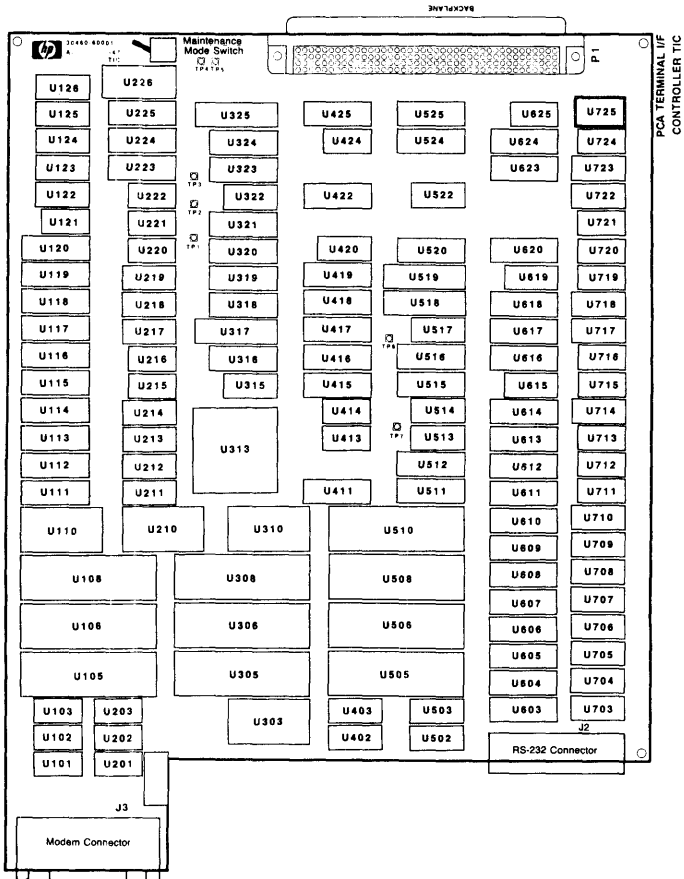 BACKPLANE
hp 30460-60001
TIC
Maintenance
Mode Switch
TP4 TP5
P1
PCA TERMINAL I/F
CONTROLLER TIC
U126 U226
U125 U225 U325 U425 U525 U625 U725
U124 U224 U324 U424 U524 U624 U724
U123 U223 U323 U623 U723
TP3
U122 U222 U322 U422 U522 U722
TP2
U121 U221 U321 U721
TP1
U120 U220 U320 U420 U520 U620 U720
U119 U219 U319 U419 U519 U619 U719
U118 U218 U318 U418 U518 U618 U718
U117 U217 U317 U417 U517 U617 U717
TP6
U116 U216 U316 U416 U516 U616 U716
U115 U215 U315 U415 U515 U615 U715
U114 U214 U414 U514 U614 U714
TP7
U113 U213 U313 U413 U513 U613 U713
U112 U212 U512 U612 U712
U111 U211 U411 U511 U611 U711
U110 U210 U310 U510 U610 U710
U609 U709
U108 U308 U508 U608 U708
U607 U707
U106 U306 U506 U606 U706
U605 U705
U105 U305 U505 U604 U704
U103 U203 U303 U403 U503 U603 U703
J2
U102 U202 U402 U502 RS-232 Connector
U101 U201
J3
Modem Connector